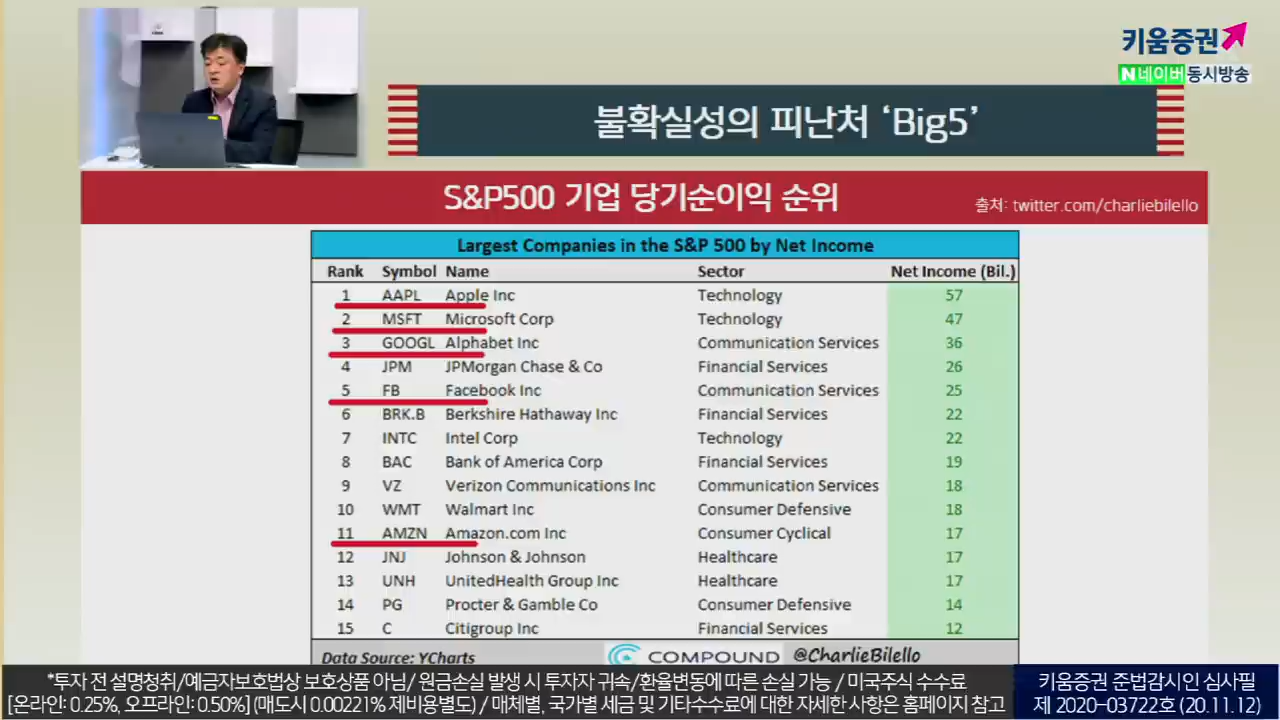 키움증권
N 네이버 동시방송
불확실성의 피난처 ‘Big5’
S&P500 기업 당기순이익 순위
출처: twitter.com/charliebilello
Largest Companies in the S&P 500 by Net Income
Rank Symbol Name Sector Net Income (Bil.)
1 AAPL Apple Inc Technology 57
2 MSFT Microsoft Corp Technology 47
3 GOOGL Alphabet Inc Communication Services 36
4 JPM JPMorgan Chase & Co Financial Services 26
5 FB Facebook Inc Communication Services 25
6 BRK.B Berkshire Hathaway Inc Financial Services 22
7 INTC Intel Corp Technology 22
8 BAC Bank of America Corp Financial Services 19
9 VZ Verizon Communications Inc Communication Services 18
10 WMT Walmart Inc Consumer Defensive 18
11 AMZN Amazon.com Inc Consumer Cyclical 17
12 JNJ Johnson & Johnson Healthcare 17
13 UNH UnitedHealth Group Inc Healthcare 17
14 PG Procter & Gamble Co Consumer Defensive 14
15 C Citigroup Inc Financial Services 12
Data Source: YCharts COMPOUND @CharlieBilello
*투자 전 설명청취/예금자보호법상 보호상품 아님/ 원금손실 발생 시 투자자 귀속/환율변동에 따른 손실 가능 / 미국주식 수수료
[온라인: 0.25%, 오프라인: 0.50%] (매도시 0.00221% 제비용별도) / 매체별, 국가별 세금 및 기타수수료에 대한 자세한 사항은 홈페이지 참고
키움증권 준법감시인 심사필
제 2020-03722호 (20.11.12)